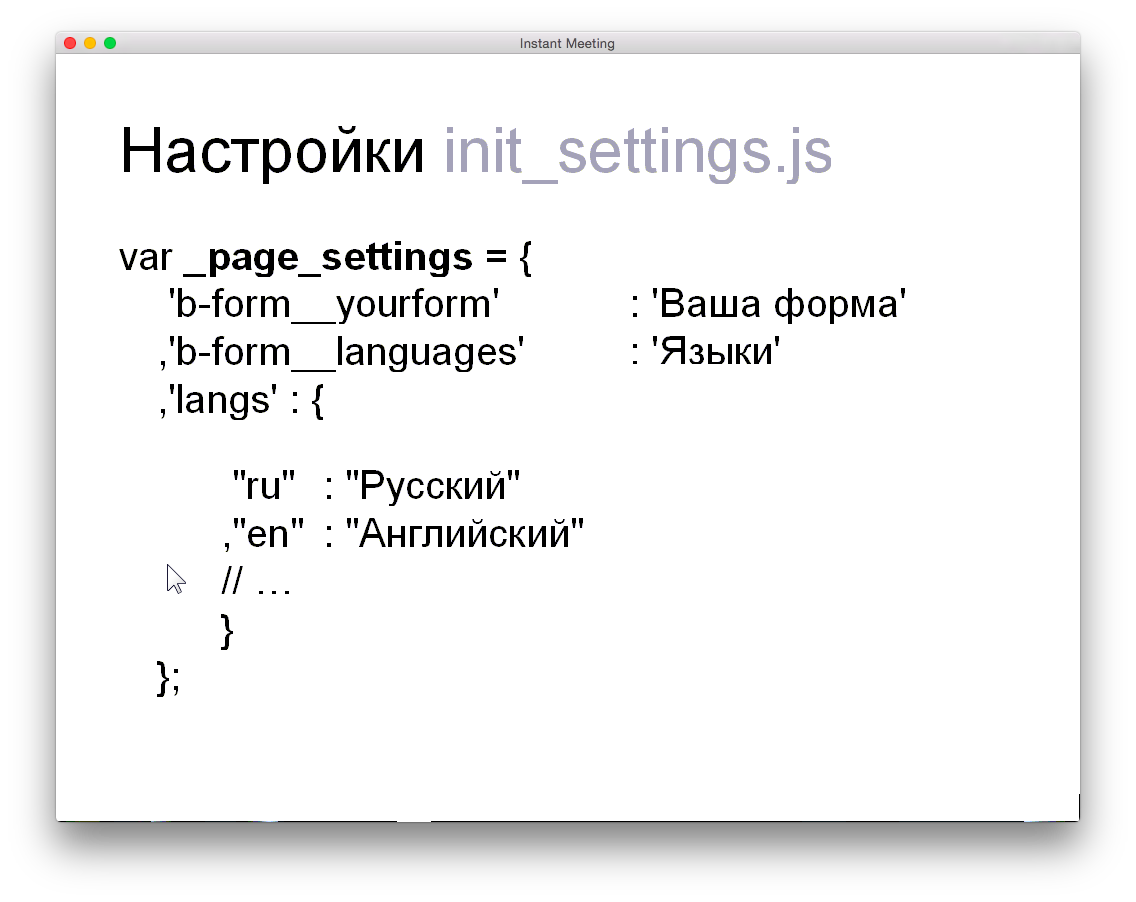 Instant Meeting
Настройки init_settings.js
var _page_settings = {
'b-form__yourform' : 'Ваша форма'
,'b-form__languages' : 'Языки'
,'langs' : {
"ru" : "Русский"
,"en" : "Английский"
// …
}
};